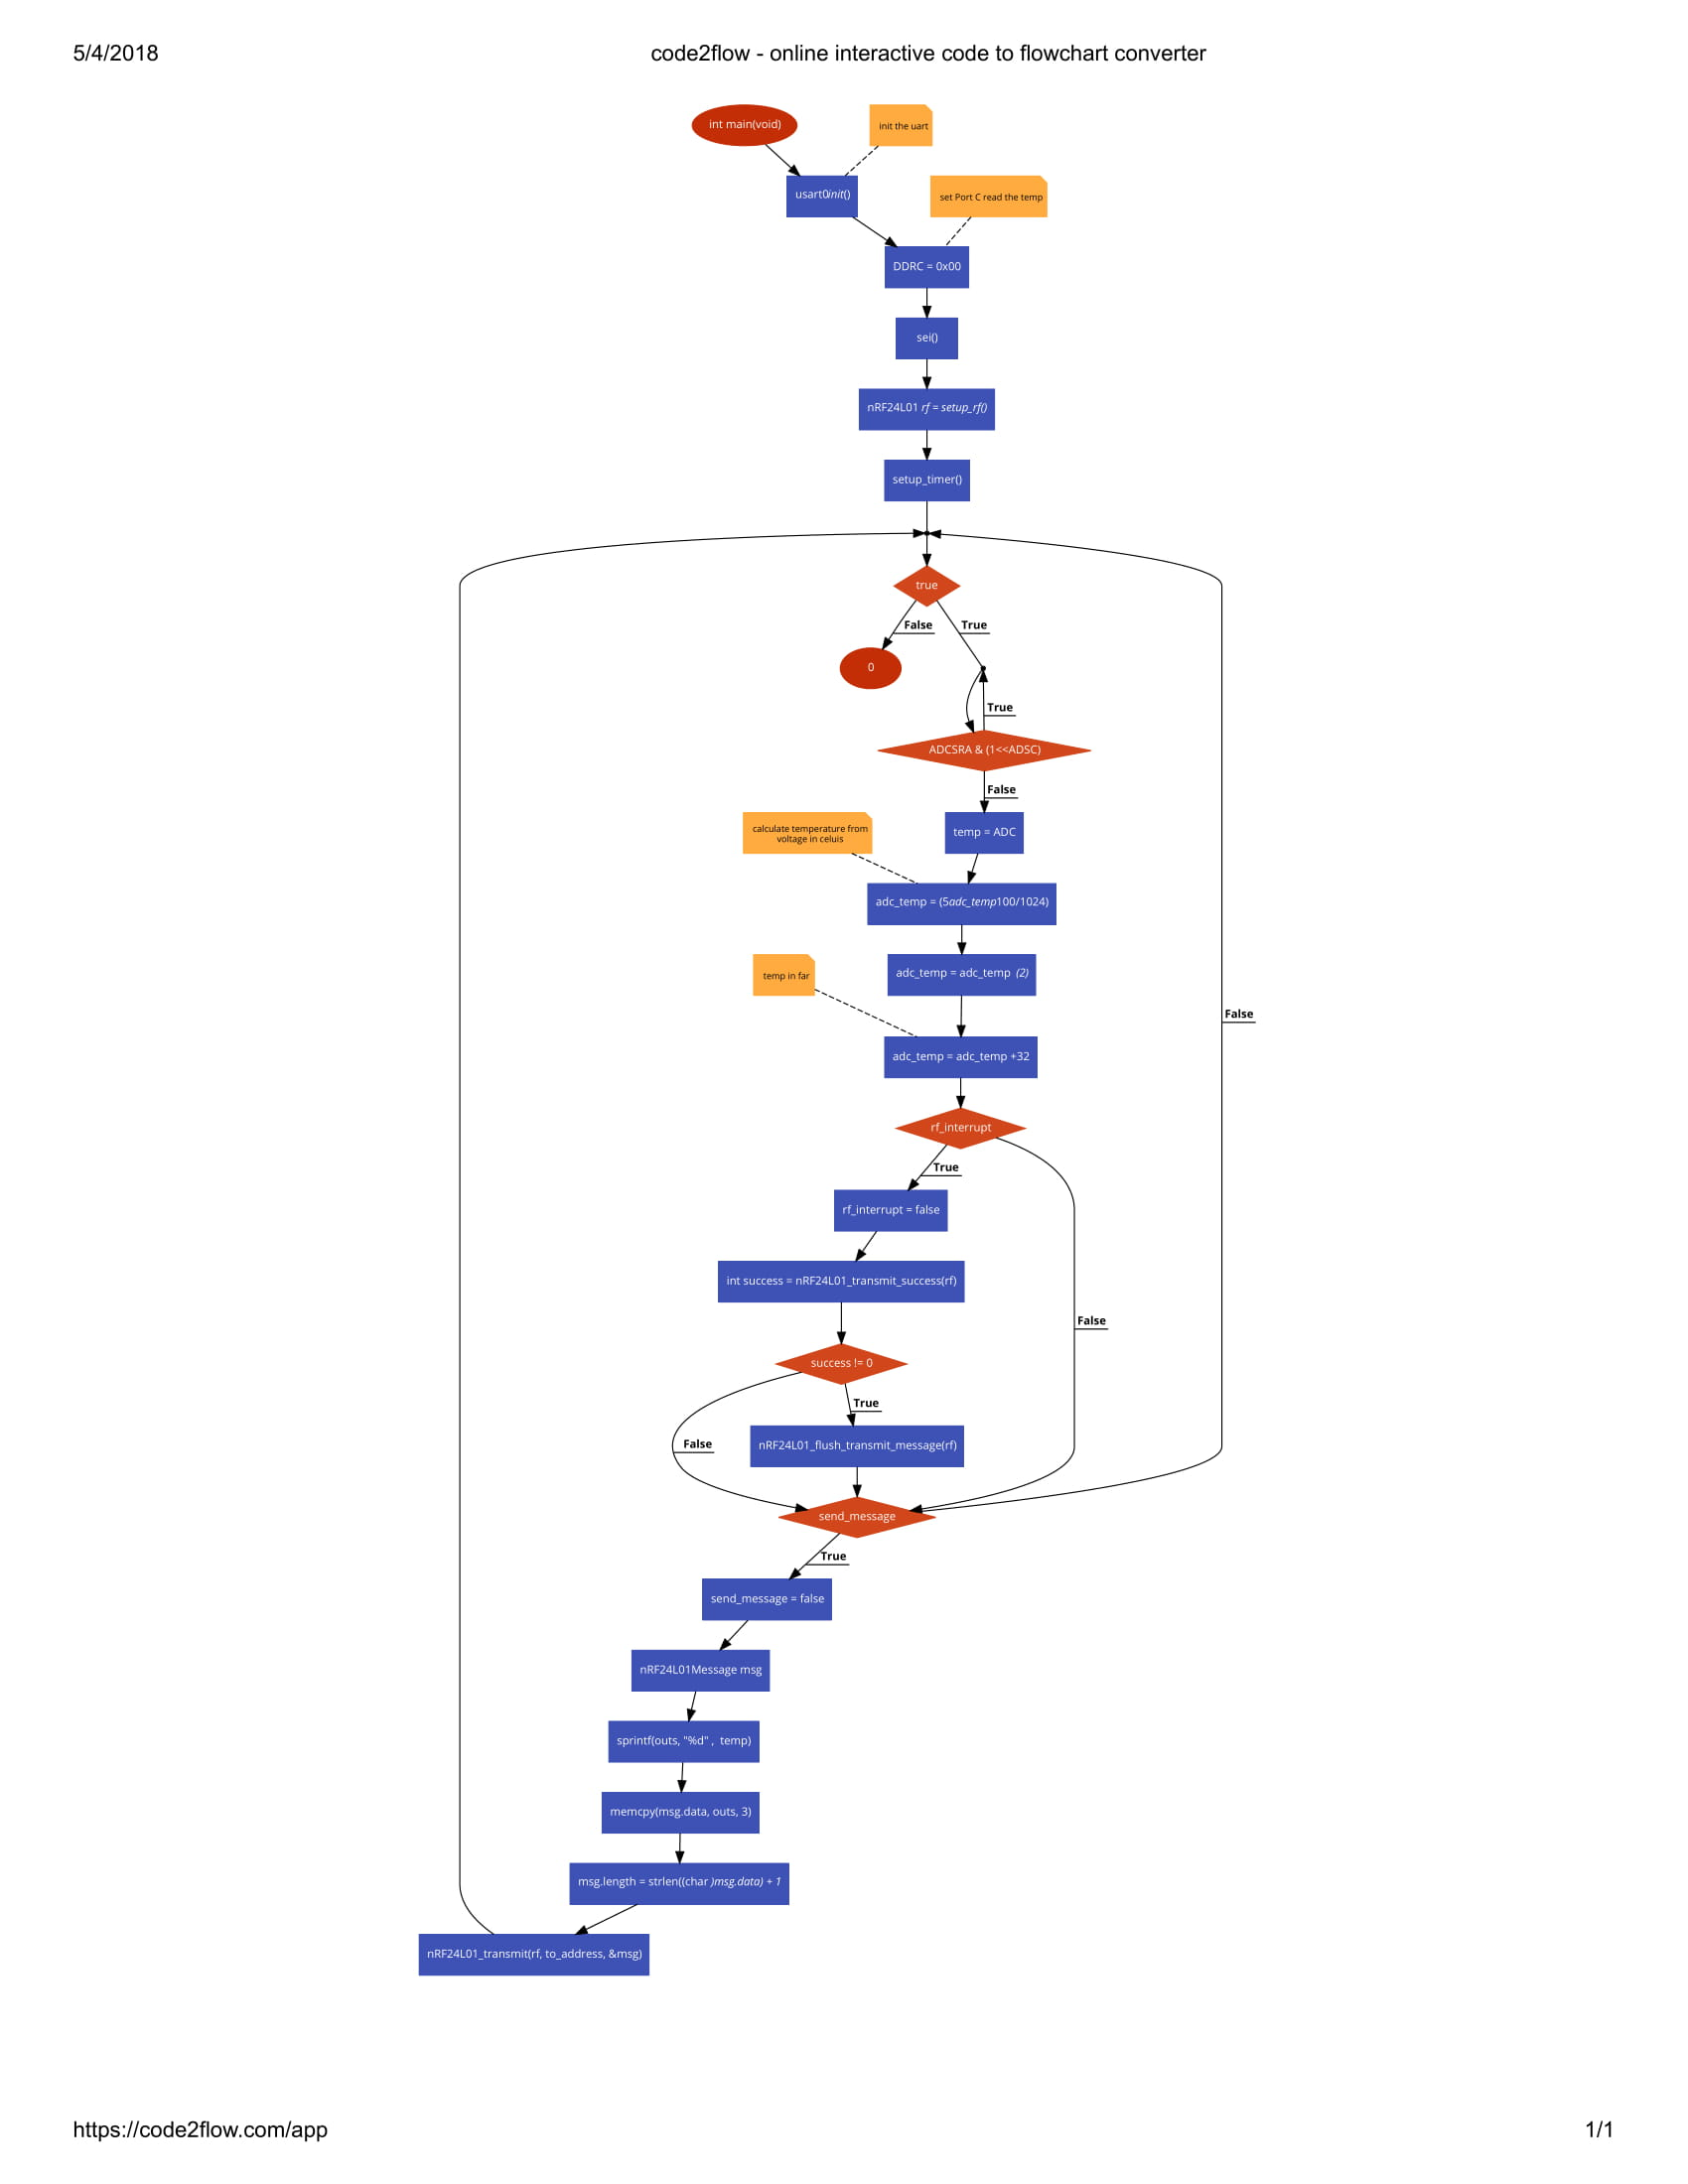 5/4/2018
code2flow - online interactive code to flowchart converter
int main(void)
init the uart
usart0init()
set Port C read the temp
DDRC = 0x00
sei()
nRF24L01 rf = setup_rf()
setup_timer()
true
False
True
0
True
ADCSRA & (1<<ADSC)
False
calculate temperature from
voltage in celuis
temp = ADC
adc_temp = (5adc_temp100/1024)
adc_temp = adc_temp (2)
temp in far
False
adc_temp = adc_temp +32
rf_interrupt
True
rf_interrupt = false
int success = nRF24L01_transmit_success(rf)
False
success != 0
True
False
nRF24L01_flush_transmit_message(rf)
send_message
True
send_message = false
nRF24L01Message msg
sprintf(outs, "%d" , temp)
memcpy(msg.data, outs, 3)
msg.length = strlen((char )msg.data) + 1
nRF24L01_transmit(rf, to_address, &msg)
https://code2flow.com/app
1/1